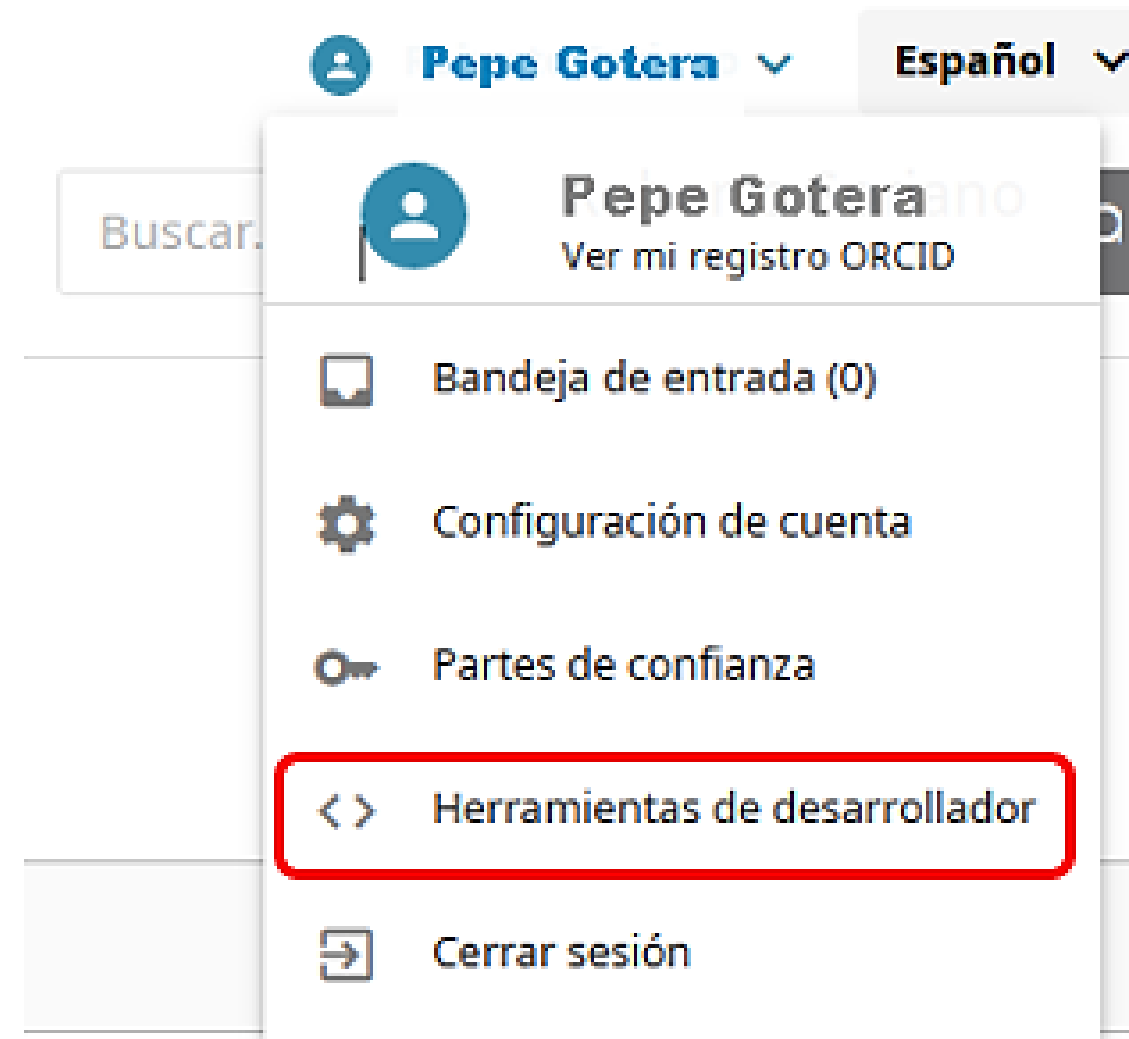 Pepe Gotera
Español
Buscar.
Pepe Gotera
Ver mi registro ORCID
Bandeja de entrada (0)
Configuración de cuenta
Partes de confianza
Herramientas de desarrollador
Cerrar sesión